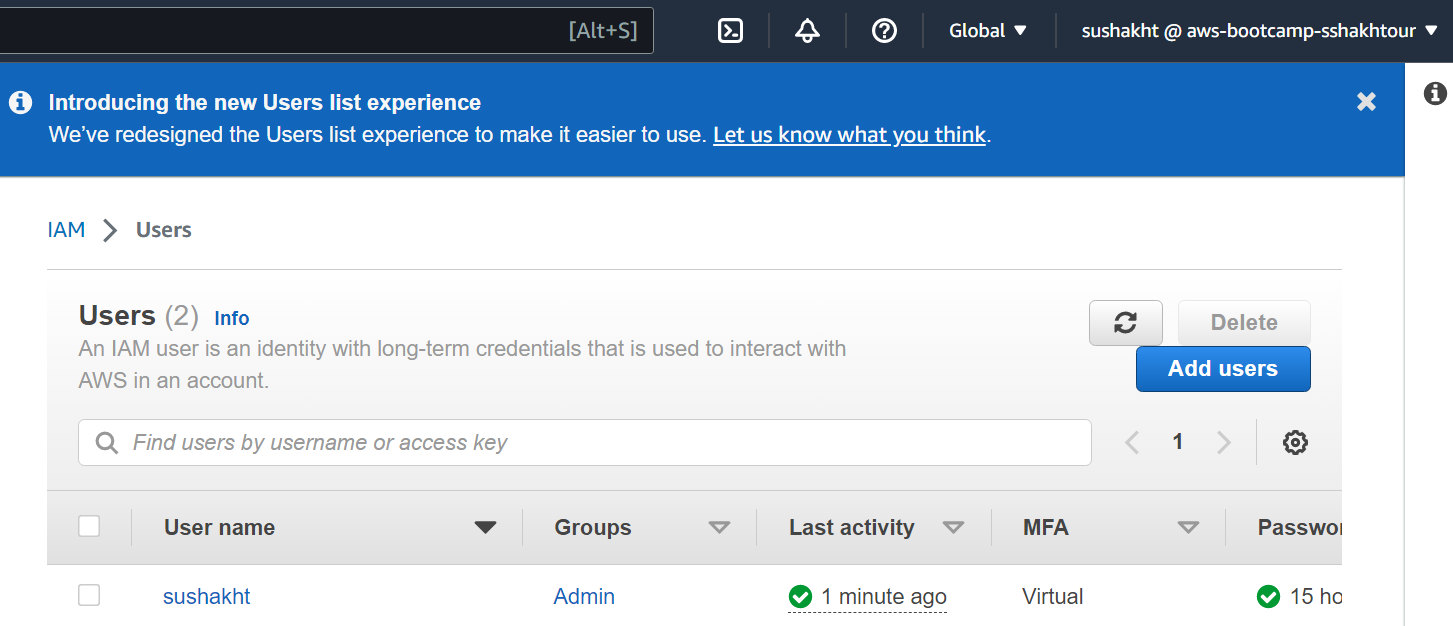 [Alt+S] Global sushakht @ aws-bootcamp-sshakhtour
Introducing the new Users list experience
We've redesigned the Users list experience to make it easier to use. Let us know what you think.
IAM Users
Users (2) Info
An IAM user is an identity with long-term credentials that is used to interact with
AWS in an account.
Delete
Add users
Find users by username or access key
1
User name Groups Last activity MFA Passwor
sushakht Admin 1 minute ago Virtual 15 ho